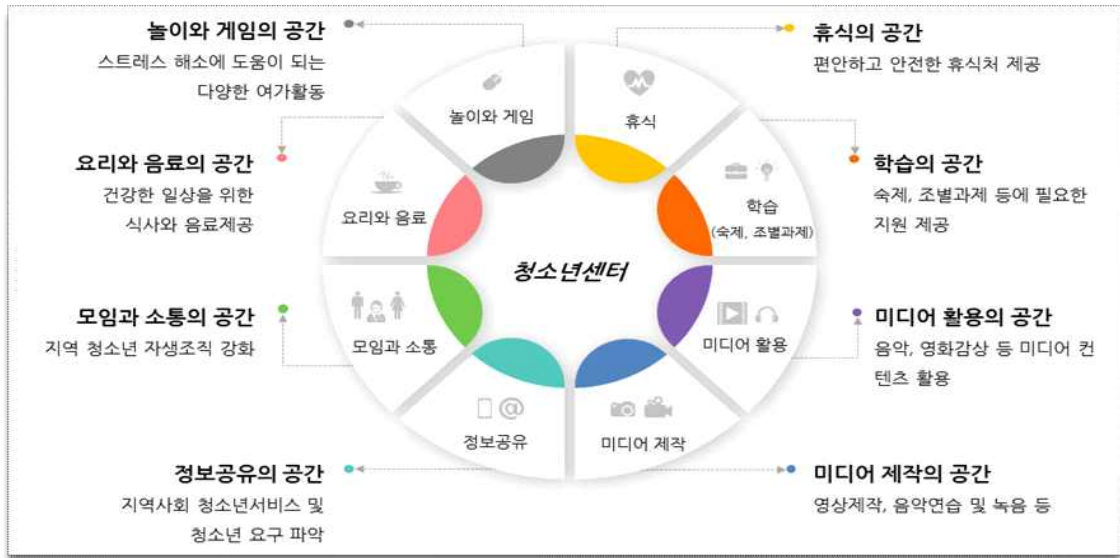 놀이와 게임의 공간
스트레스 해소에 도움이 되는
다양한 여가활동
휴식의 공간
편안하고 안전한 휴식처 제공
요리와 음료의 공간
건강한 일상을 위한
식사와 음료제공
학습의 공간
숙제, 조별과제 등에 필요한
지원 제공
모임과 소통의 공간
지역 청소년 자생조직 강화
미디어 활용의 공간
음악, 영화감상 등 미디어 컨
텐츠 활용
정보공유의 공간
지역사회 청소년서비스 및
청소년 요구 파악
미디어 제작의 공간
영상제작, 음악연습 및 녹음 등
놀이와 게임
휴식
요리와 음료
학습
(숙제, 조별과제)
청소년센터
모임과 소통
미디어 활용
@
정보공유
미디어 제작